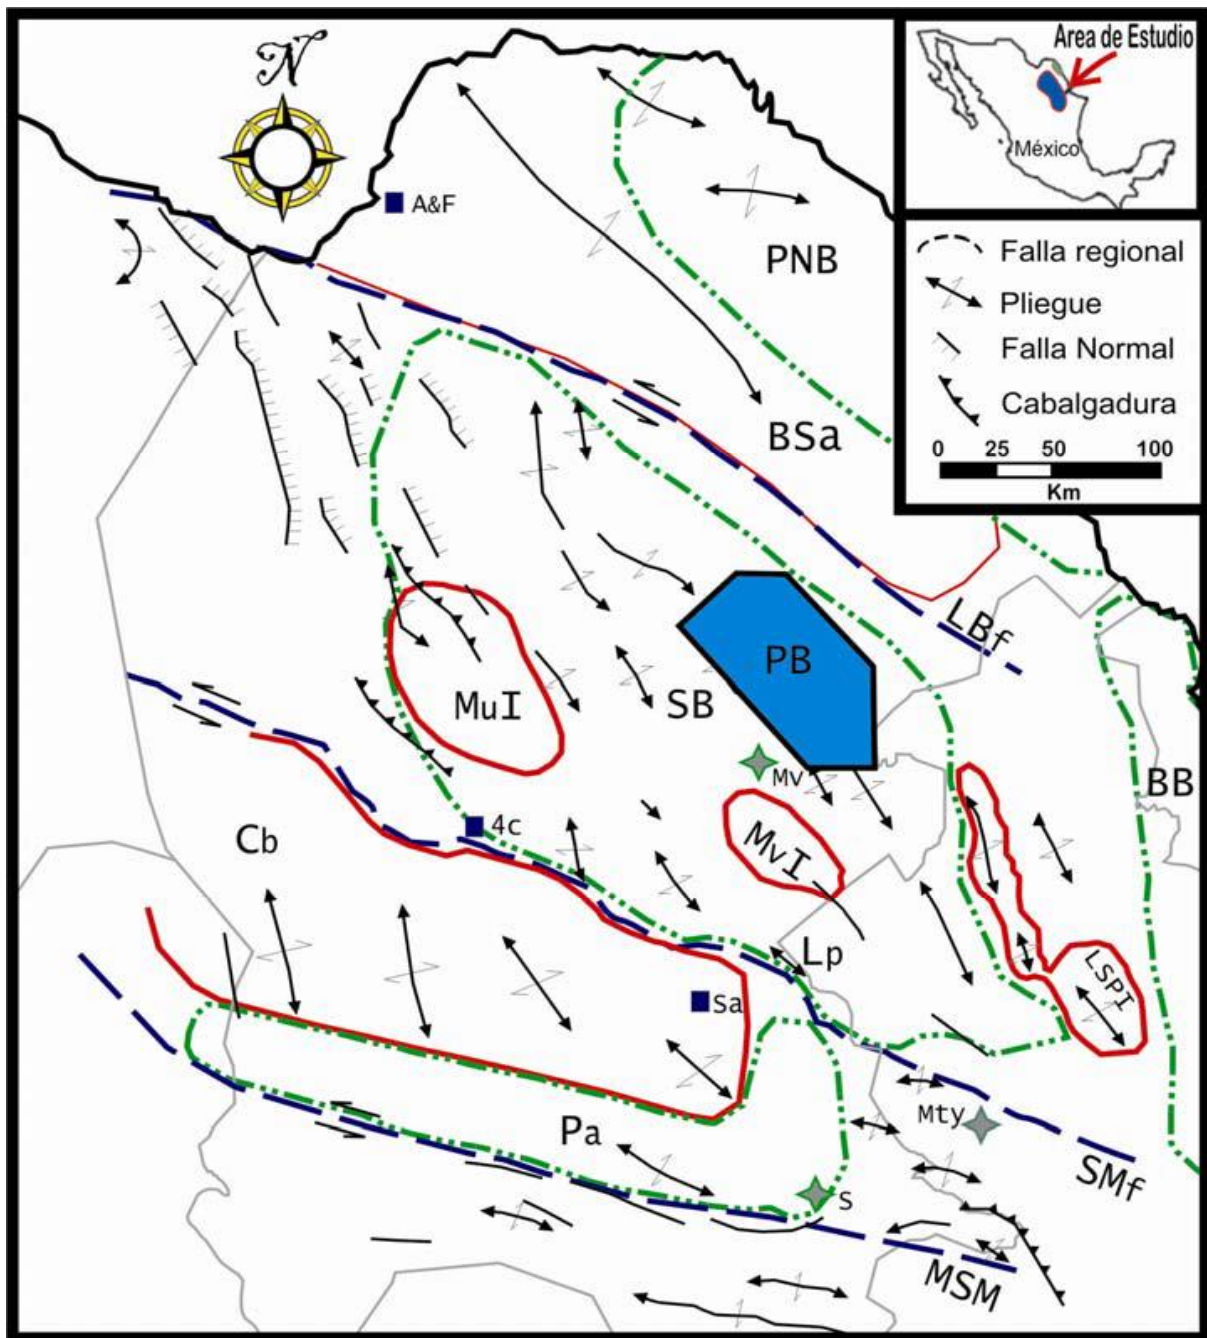 N
Area de Estudio
México
Falla regional
Pliegue
Falla Normal
Cabalgadura
0 25 50 100
Km
A&F
PNB
BSa
LBf
PB
MuI
SB
Mv
BB
4c
Cb
MvI
Lp
LSPI
Sa
Mty
Pa
SMf
S
MSM